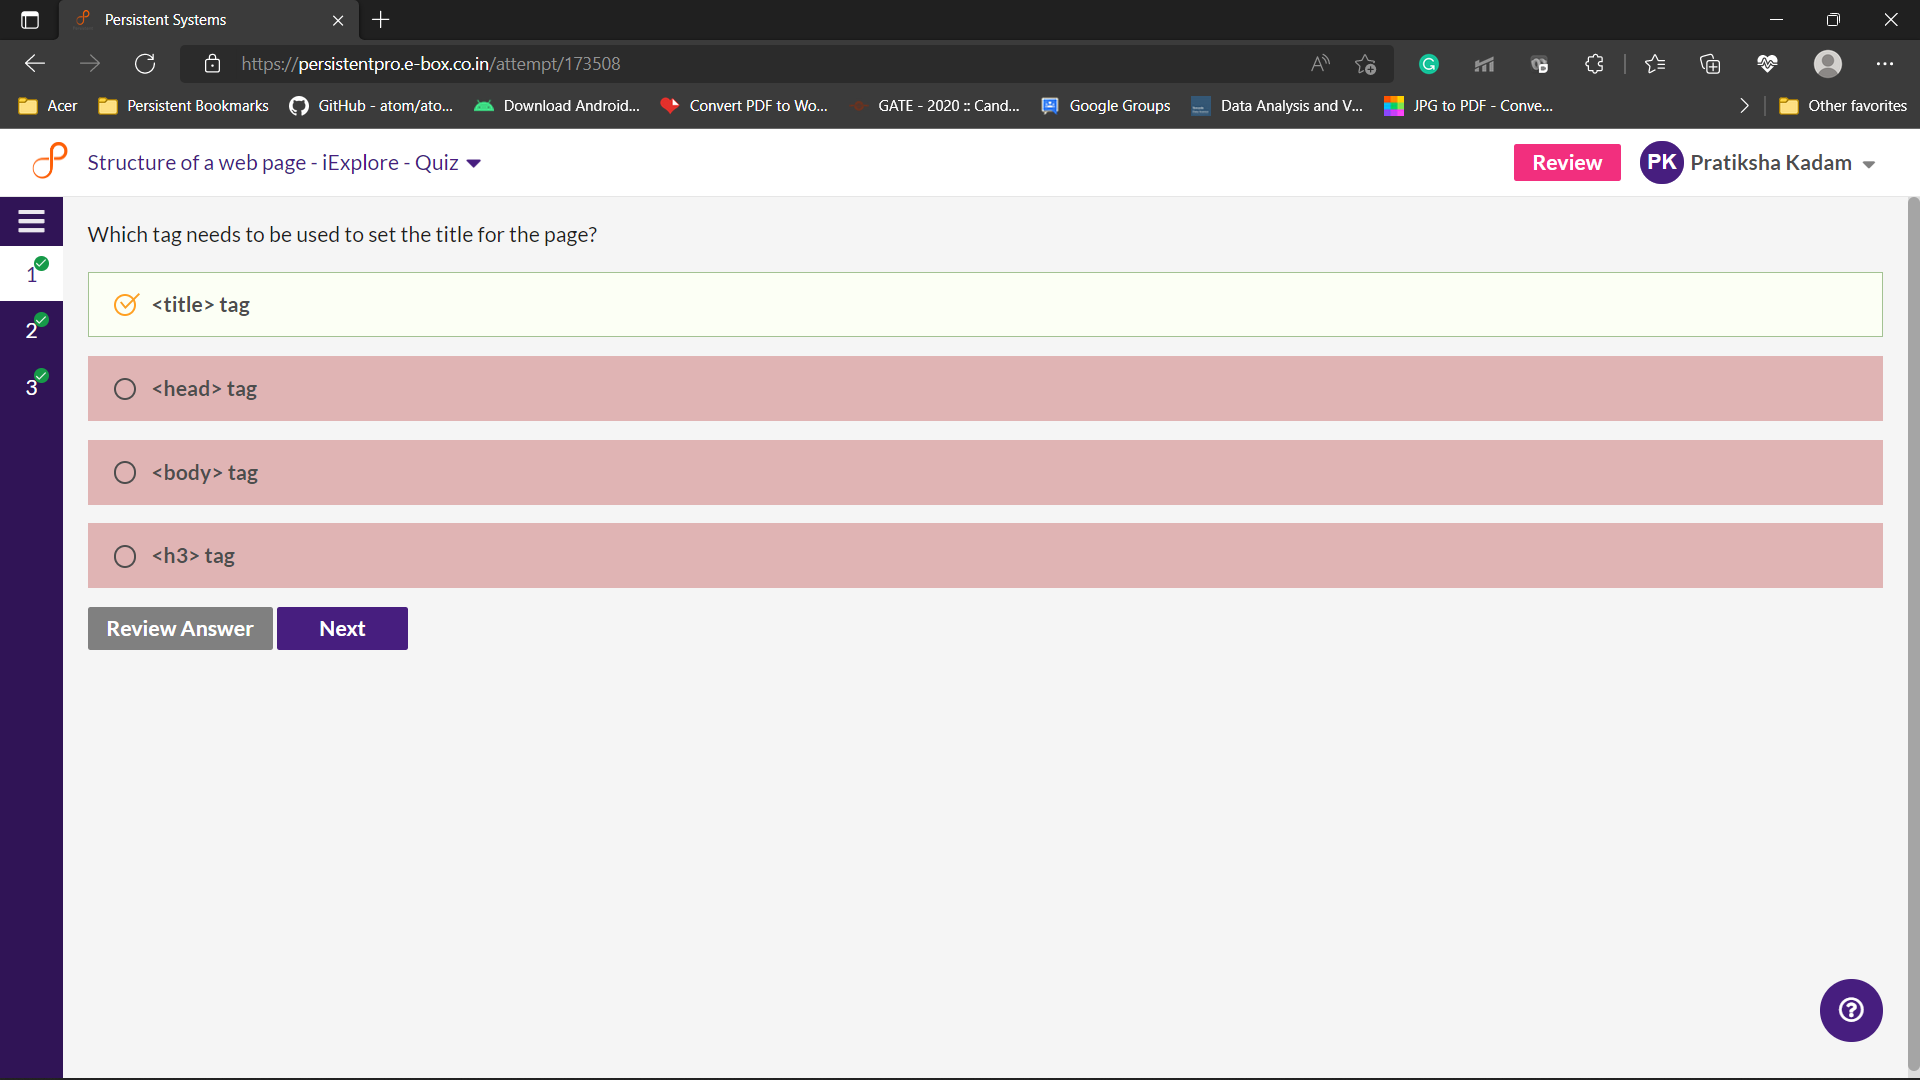 Persistent Systems
https://persistentpro.e-box.co.in/attempt/173508
Acer
Persistent Bookmarks
GitHub - atom/ato...
Download Android...
Convert PDF to Wo...
GATE - 2020 :: Cand...
Google Groups
Data Analysis and V...
JPG to PDF - Conve...
Other favorites
Structure of a web page - iExplore - Quiz
Review
PK Pratiksha Kadam
Which tag needs to be used to set the title for the page?
1
<title> tag
2
<head> tag
3
<body> tag
<h3> tag
Review Answer
Next